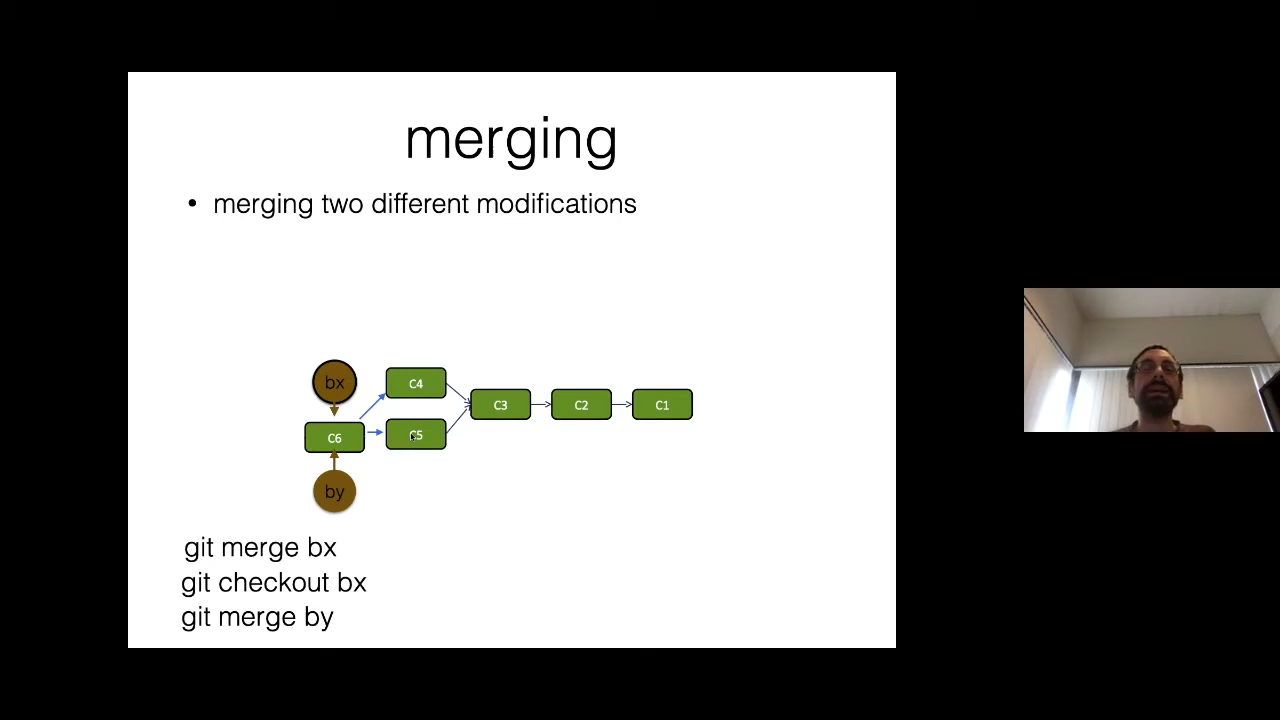 merging
• merging two different modifications
bx
C4
C3
C2
C1
C6
C5
by
git merge bx
git checkout bx
git merge by